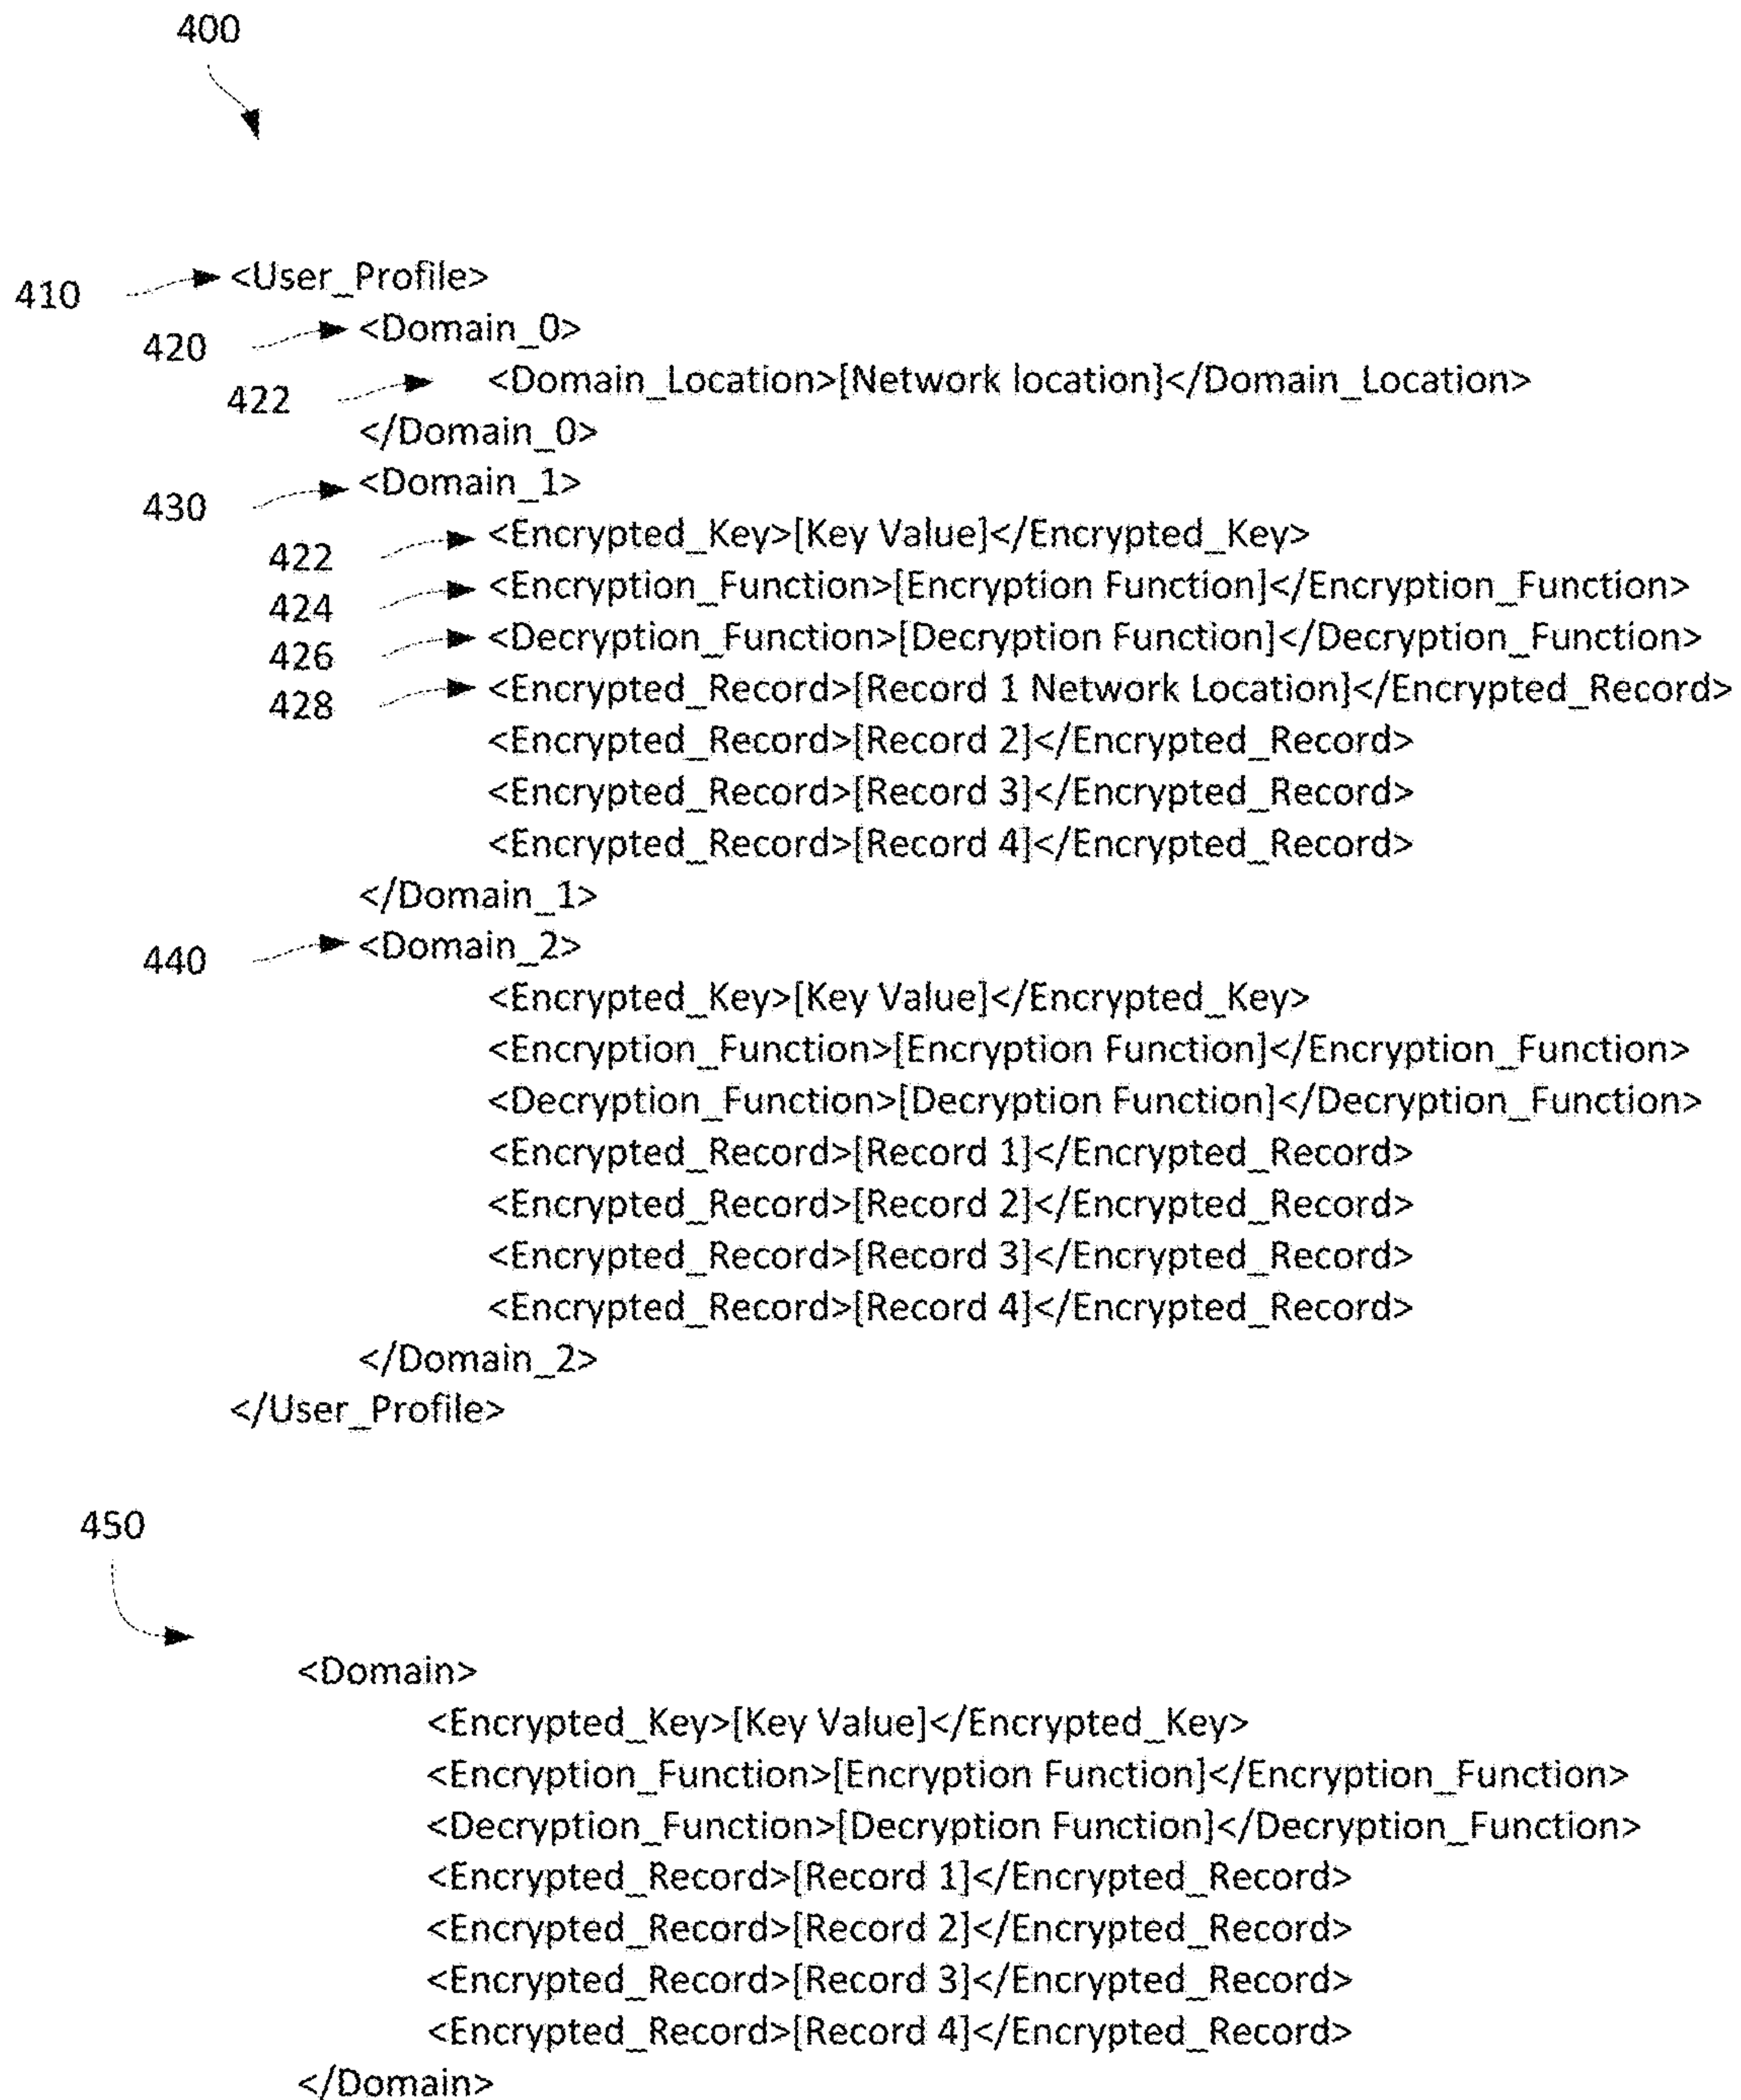 400
410 <User_Profile>
420 <Domain_0>
422 <Domain_Location>[Network location]</Domain_Location>
</Domain_0>
430 <Domain_1>
422 <Encrypted_Key>[Key Value]</Encrypted_Key>
424 <Encryption_Function>[Encryption Function]</Encryption_Function>
426 <Decryption_Function>[Decryption Function]</Decryption_Function>
428 <Encrypted_Record>[Record 1 Network Location]</Encrypted_Record>
<Encrypted_Record>[Record 2]</Encrypted_Record>
<Encrypted_Record>[Record 3]</Encrypted_Record>
<Encrypted_Record>[Record 4]</Encrypted_Record>
</Domain_1>
440 <Domain_2>
<Encrypted_Key>[Key Value]</Encrypted_Key>
<Encryption_Function>[Encryption Function]</Encryption_Function>
<Decryption_Function>[Decryption Function]</Decryption_Function>
<Encrypted_Record>[Record 1]</Encrypted_Record>
<Encrypted_Record>[Record 2]</Encrypted_Record>
<Encrypted_Record>[Record 3]</Encrypted_Record>
<Encrypted_Record>[Record 4]</Encrypted_Record>
</Domain_2>
</User_Profile>
450
<Domain>
<Encrypted_Key>[Key Value]</Encrypted_Key>
<Encryption_Function>[Encryption Function]</Encryption_Function>
<Decryption_Function>[Decryption Function]</Decryption_Function>
<Encrypted_Record>[Record 1]</Encrypted_Record>
<Encrypted_Record>[Record 2]</Encrypted_Record>
<Encrypted_Record>[Record 3]</Encrypted_Record>
<Encrypted_Record>[Record 4]</Encrypted_Record>
</Domain>